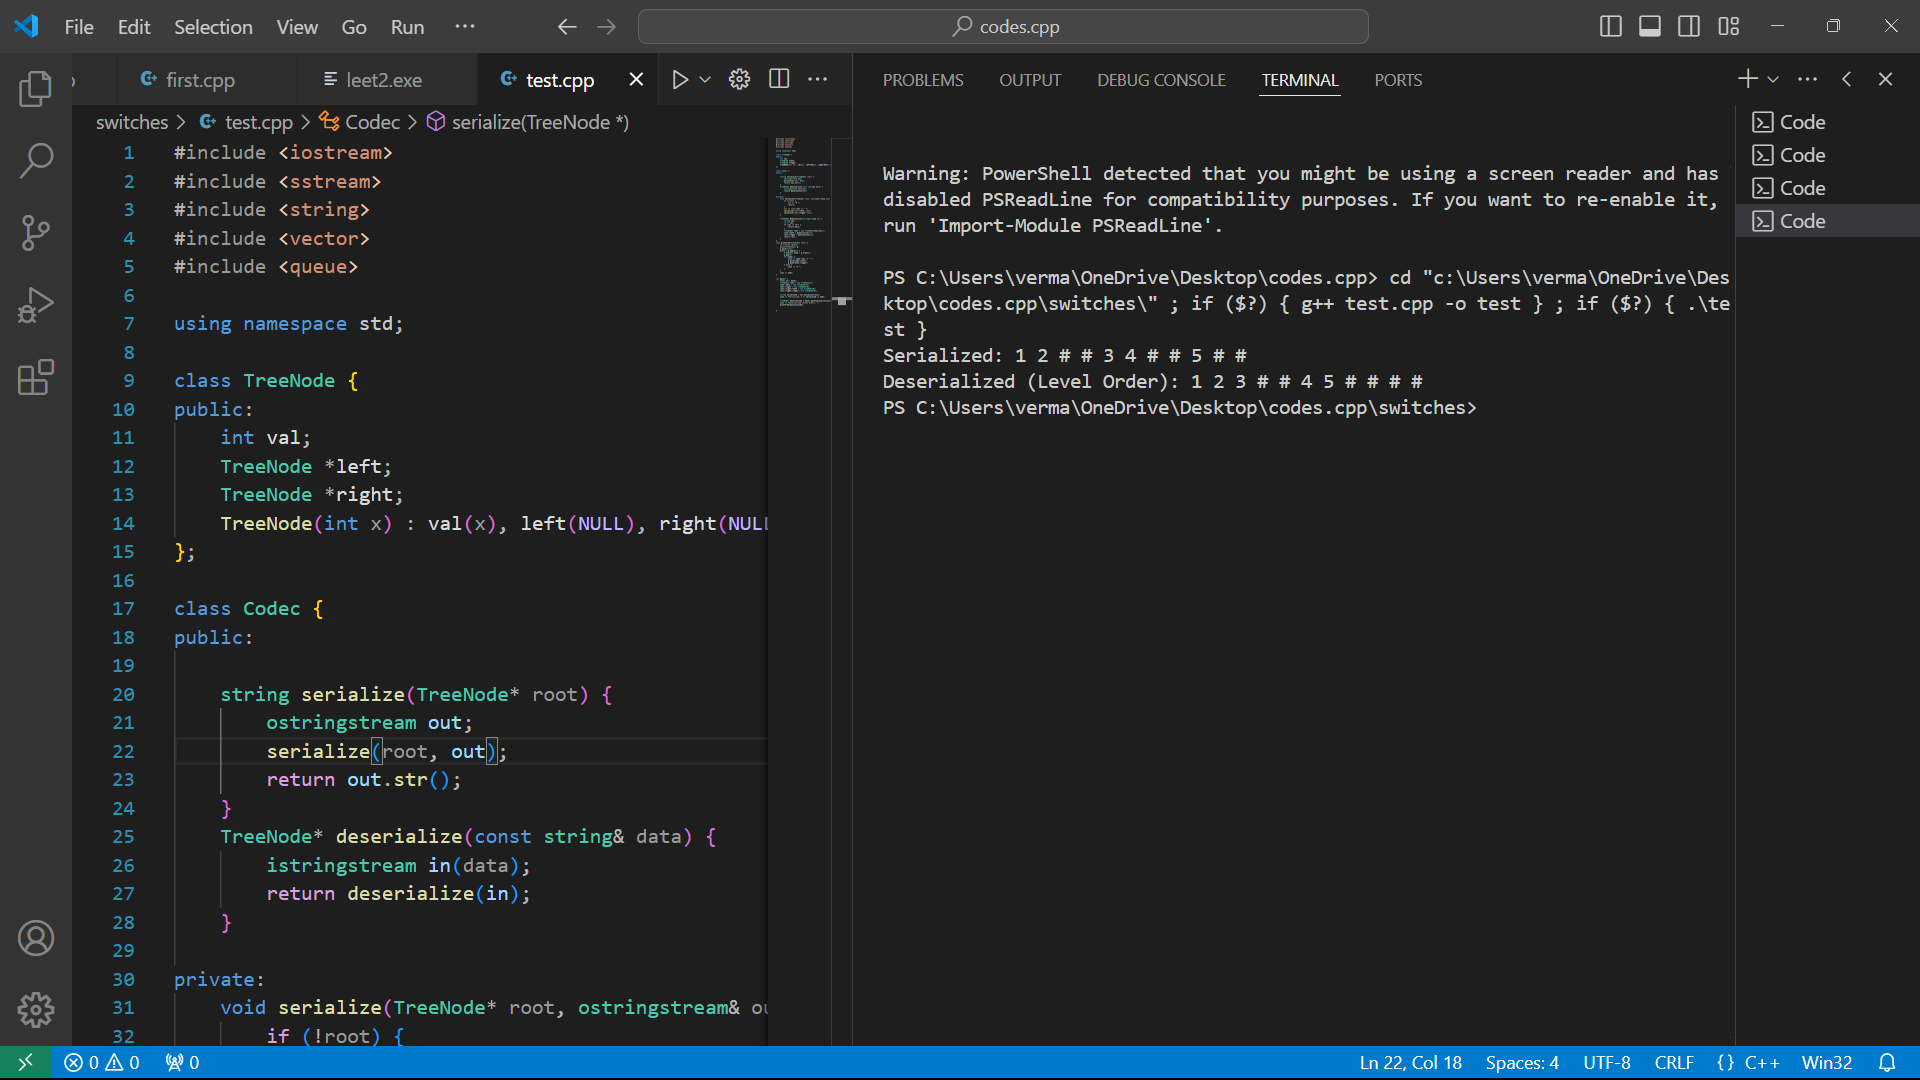 File Edit Selection View Go Run ···
codes.cpp
first.cpp
leet2.exe
test.cpp
switches > test.cpp > Codec > serialize(TreeNode *)
1 #include <iostream>
2 #include <sstream>
3 #include <string>
4 #include <vector>
5 #include <queue>
6
7 using namespace std;
8
9 class TreeNode {
10 public:
11 int val;
12 TreeNode *left;
13 TreeNode *right;
14 TreeNode(int x) : val(x), left(NULL), right(NULL
15 };
16
17 class Codec {
18 public:
19
20 string serialize(TreeNode* root) {
21 ostringstream out;
22 serialize(root, out);
23 return out.str();
24 }
25 TreeNode* deserialize(const string& data) {
26 istringstream in(data);
27 return deserialize(in);
28 }
29
30 private:
31 void serialize(TreeNode* root, ostringstream& ou
32 if (!root) {
PROBLEMS OUTPUT DEBUG CONSOLE TERMINAL PORTS
Warning: PowerShell detected that you might be using a screen reader and has
disabled PSReadLine for compatibility purposes. If you want to re-enable it,
run 'Import-Module PSReadLine'.
PS C:\Users\verma\OneDrive\Desktop\codes.cpp> cd "c:\Users\verma\OneDrive\Des
ktop\codes.cpp\switches\" ; if ($?) { g++ test.cpp -o test } ; if ($?) { .\te
st }
Serialized: 1 2 # # 3 4 # # 5 # #
Deserialized (Level Order): 1 2 3 # # 4 5 # # # #
PS C:\Users\verma\OneDrive\Desktop\codes.cpp\switches>
Code
Code
Code
Code
0 0 0
Ln 22, Col 18 Spaces: 4 UTF-8 CRLF {} C++ Win32